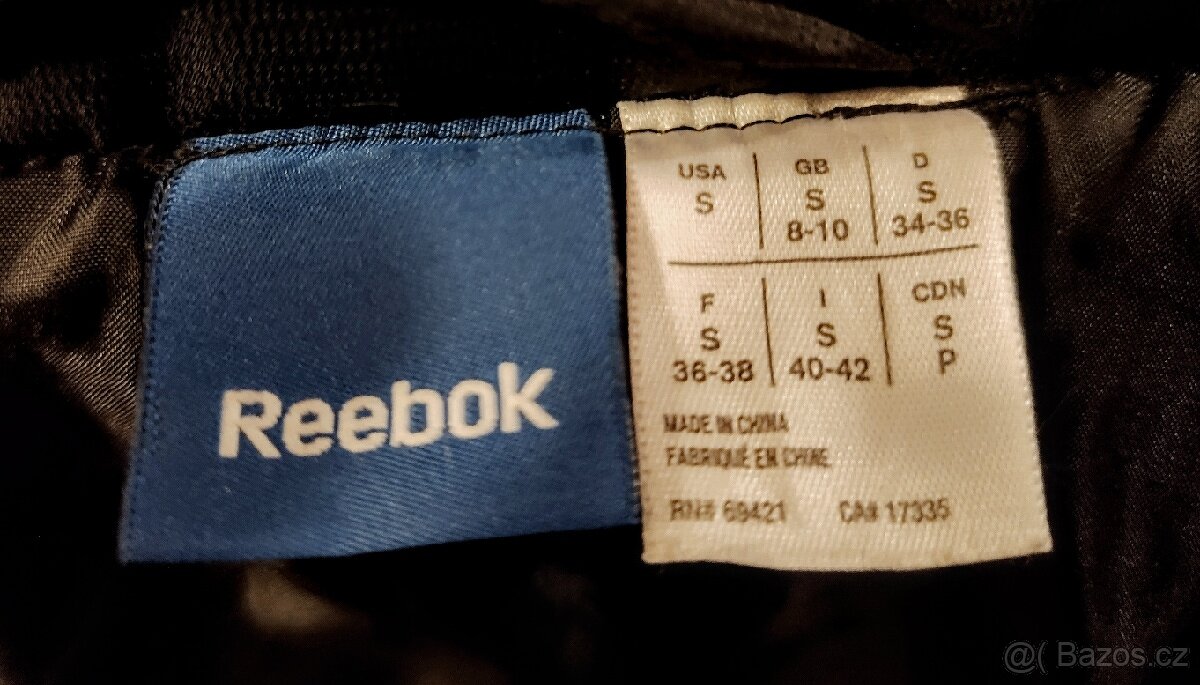 Reebok
USA GB D
S S S
8-10 34-36
F I CDN
S S S
36-38 40-42 P
MADE IN CHINA
FABRIQUÉ EN CHINE
RN# 69421 CA# 17335
@( Bazos.cz